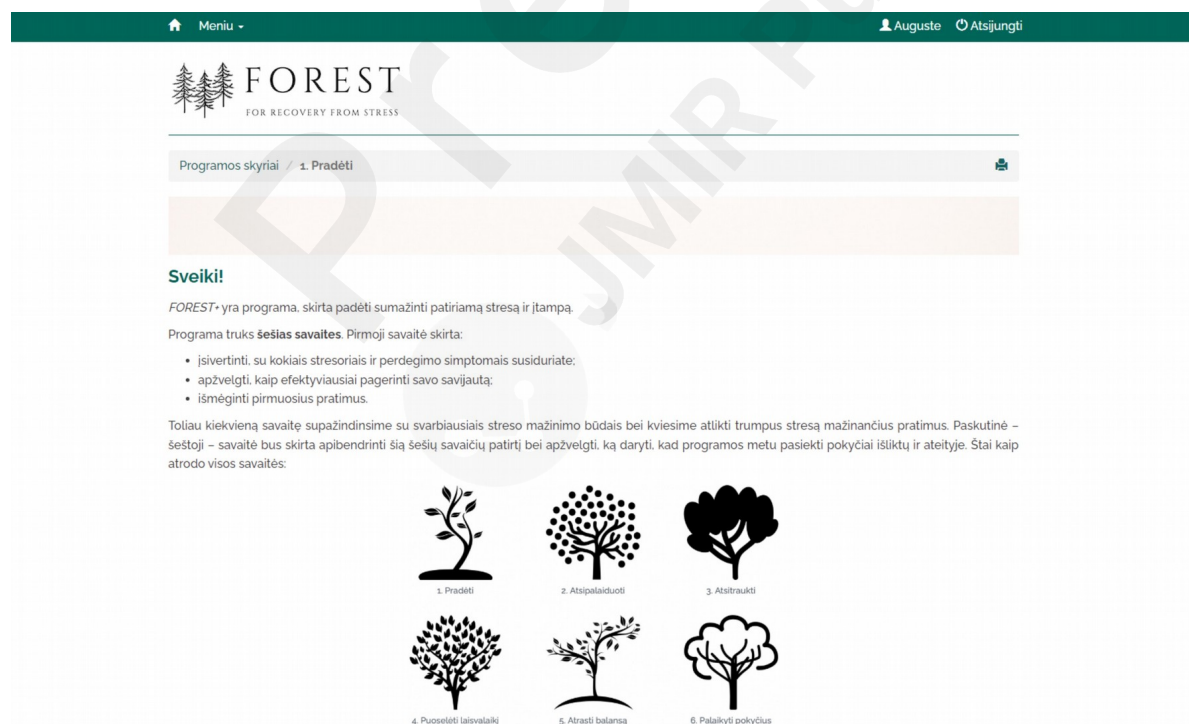 Meniu
Auguste Atsijungti
FOREST
FOR RECOVERY FROM STRESS
Programos skyriai / 1. Pradėti
Sveiki!
FOREST+ yra programa, skirta padėti sumažinti patiriamą stresą ir įtampą.
Programa truks šešias savaites. Pirmoji savaitė skirta:
• įsivertinti, su kokiais stresoriais ir perdegimo simptomais susiduriate;
• apžvelgti, kaip efektyviausiai pagerinti savo savijautą;
• išmėginti pirmuosius pratimus.
Toliau kiekvieną savaitę supažindinsime su svarbiausiais streso mažinimo būdais bei kviesime atlikti trumpus stresą mažinančius pratimus. Paskutinė –
šeštoji – savaitė bus skirta apibendrinti šią šešių savaičių patirtį bei apžvelgti, ką daryti, kad programos metu pasiekti pokyčiai išliktų ir ateityje. Štai kaip
atrodo visos savaitės:
1. Pradėti
2. Atsipalaiduoti
3. Atsitraukti
4. Puoselėti laisvalaikį
5. Atrasti balansą
6. Palaikyti pokyčius
JMIR